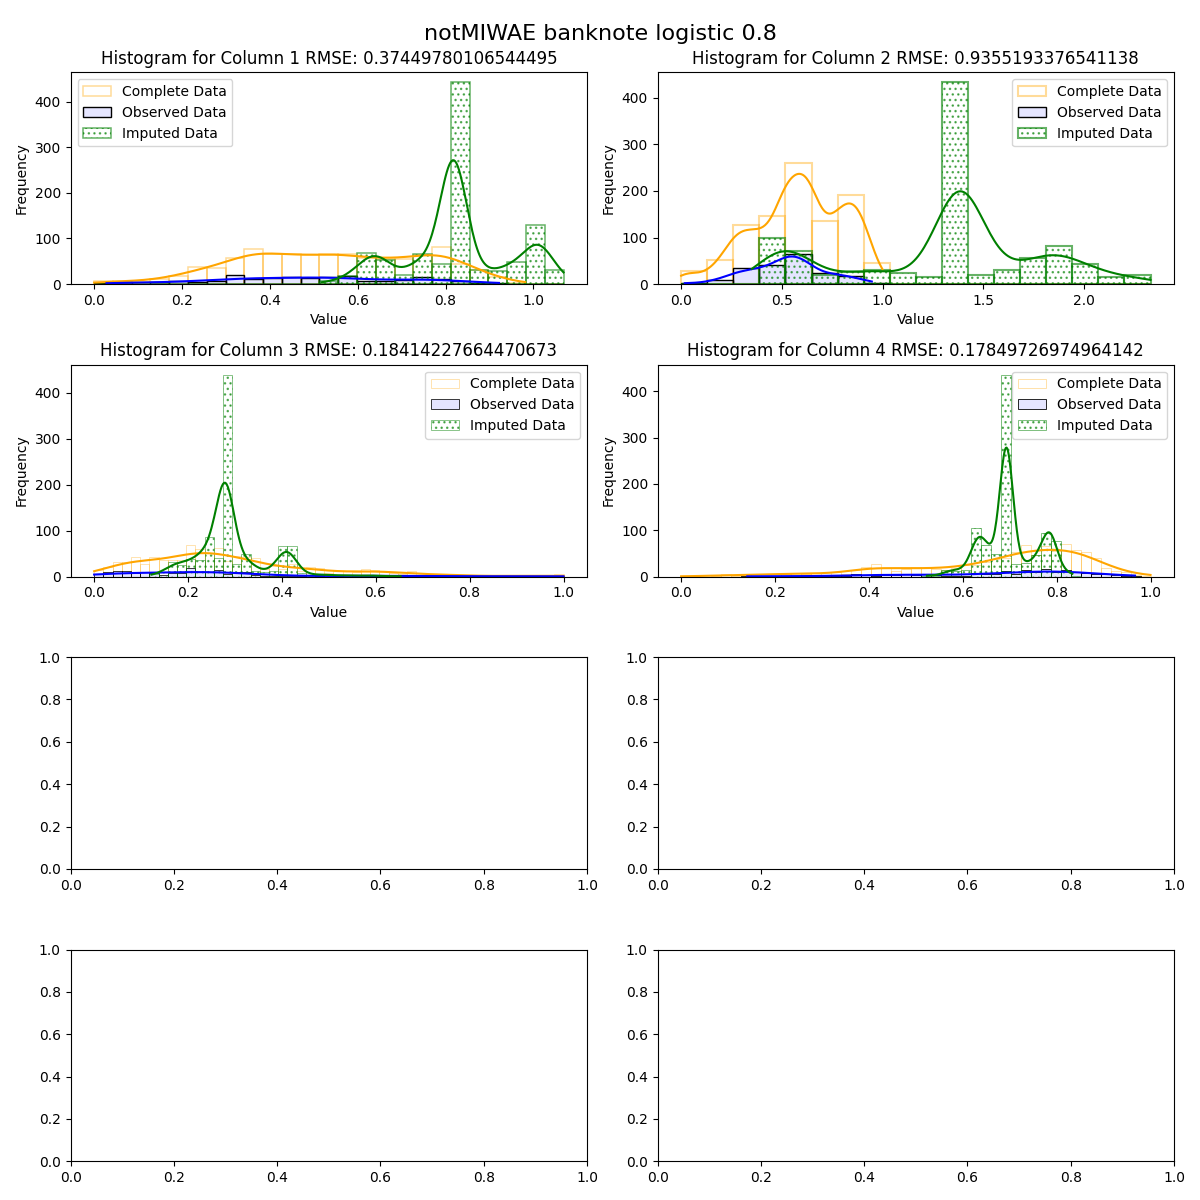 notMIWAE banknote logistic 0.8
Histogram for Column 1 RMSE: 0.37449780106544495
Complete Data
Observed Data
Imputed Data
Frequency
400
300
200
100
0
0.0 0.2 0.4 0.6 0.8 1.0
Value
Histogram for Column 2 RMSE: 0.9355193376541138
Complete Data
Observed Data
Imputed Data
Frequency
400
300
200
100
0
0.0 0.5 1.0 1.5 2.0
Value
Histogram for Column 3 RMSE: 0.18414227664470673
Complete Data
Observed Data
Imputed Data
Frequency
400
300
200
100
0
0.0 0.2 0.4 0.6 0.8 1.0
Value
Histogram for Column 4 RMSE: 0.17849726974964142
Complete Data
Observed Data
Imputed Data
Frequency
400
300
200
100
0
0.0 0.2 0.4 0.6 0.8 1.0
Value
1.0
0.8
0.6
0.4
0.2
0.0
0.0 0.2 0.4 0.6 0.8 1.0
1.0
0.8
0.6
0.4
0.2
0.0
0.0 0.2 0.4 0.6 0.8 1.0
1.0
0.8
0.6
0.4
0.2
0.0
0.0 0.2 0.4 0.6 0.8 1.0
1.0
0.8
0.6
0.4
0.2
0.0
0.0 0.2 0.4 0.6 0.8 1.0